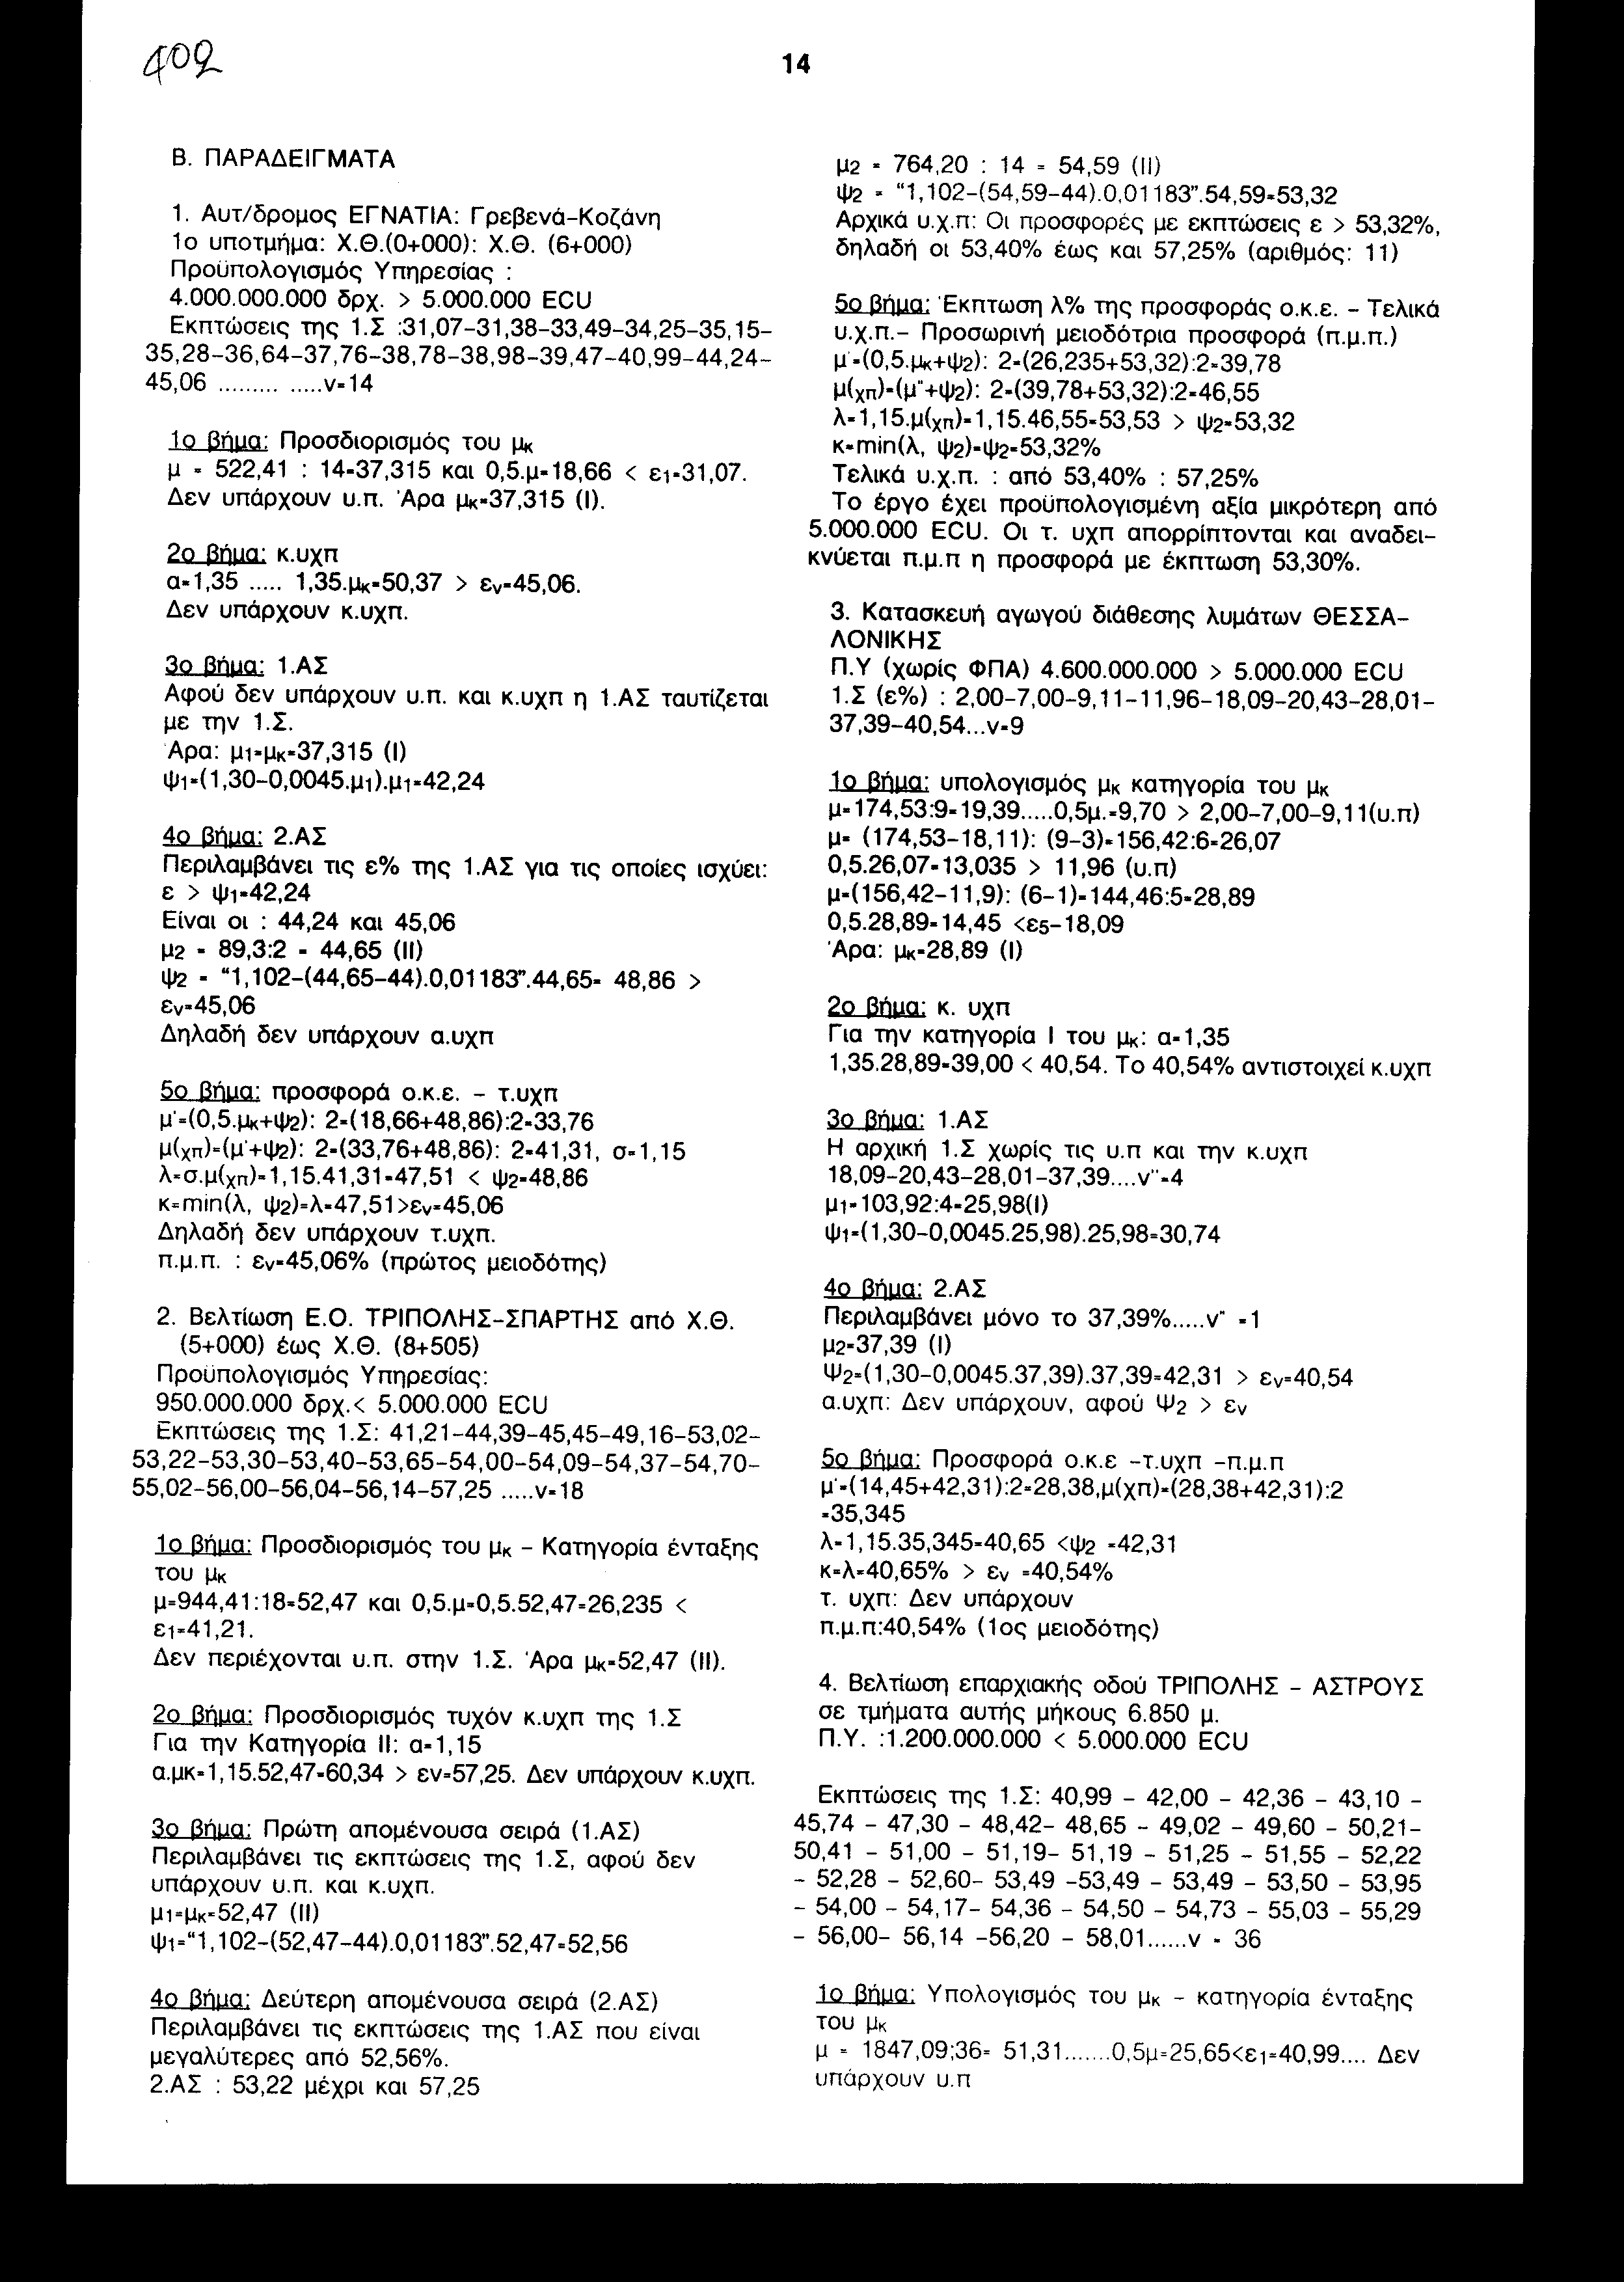 402
14
Β. ΠΑΡΑΔΕΙΓΜΑΤΑ
1. Αυτ/δρομος ΕΓΝΑΤΙΑ: Γρεβενά-Κοζάνη
1ο υποτμήμα: Χ.Θ.(0+000): Χ.Θ. (6+000)
Προϋπολογισμός Υπηρεσίας :
4.000.000.000 δρχ. > 5.000.000 ECU
Εκπτώσεις της 1.Σ :31,07-31,38-33,49-34,25-35,15-
35,28-36,64-37,76-38,78-38,98-39,47-40,99-44,24-
45,06 ......... .....ν=14
1ο βήμα: Προσδιορισμός του μκ
μ = 522,41 : 14=37,315 και 0,5.μ=18,66 < ε1=31,07.
Δεν υπάρχουν υ.π. Άρα μκ=37,315 (Ι).
2ο βήμα: κ.υχπ
α=1,35 ..... 1,35.μκ=50,37 > εν=45,06.
Δεν υπάρχουν κ.υχπ.
3ο βήμα: 1.ΑΣ
Αφού δεν υπάρχουν υ.π. και κ.υχπ η 1.ΑΣ ταυτίζεται
με την 1.Σ.
Άρα: μ1=μκ=37,315 (Ι)
ψ1=(1,30-0,0045.μ1).μ1=42,24
4ο βήμα: 2.ΑΣ
Περιλαμβάνει τις ε% της 1.ΑΣ για τις οποίες ισχύει:
ε > ψ1=42,24
Είναι οι : 44,24 και 45,06
μ2 = 89,3:2 = 44,65 (ΙΙ)
ψ2 = "1,102-(44,65-44).0,01183".44,65= 48,86 >
εν=45,06
Δηλαδή δεν υπάρχουν α.υχπ
5ο βήμα: προσφορά ο.κ.ε. - τ.υχπ
μ'=(0,5.μκ+ψ2): 2=(18,66+48,86):2=33,76
μ(χπ)=(μ'+ψ2): 2=(33,76+48,86): 2=41,31, σ=1,15
λ=σ.μ(χπ)=1,15.41,31=47,51 < ψ2=48,86
κ=min(λ, ψ2)=λ=47,51>εν=45,06
Δηλαδή δεν υπάρχουν τ.υχπ.
π.μ.π. : εν=45,06% (πρώτος μειοδότης)
2. Βελτίωση Ε.Ο. ΤΡΙΠΟΛΗΣ-ΣΠΑΡΤΗΣ από Χ.Θ.
(5+000) έως Χ.Θ. (8+505)
Προϋπολογισμός Υπηρεσίας:
950.000.000 δρχ.< 5.000.000 ECU
Εκπτώσεις της 1.Σ: 41,21-44,39-45,45-49,16-53,02-
53,22-53,30-53,40-53,65-54,00-54,09-54,37-54,70-
55,02-56,00-56,04-56,14-57,25 .....ν=18
1ο βήμα: Προσδιορισμός του μκ - Κατηγορία ένταξης
του μκ
μ=944,41:18=52,47 και 0,5.μ=0,5.52,47=26,235 <
ε1=41,21.
Δεν περιέχονται υ.π. στην 1.Σ. Άρα μκ=52,47 (ΙΙ).
2ο βήμα: Προσδιορισμός τυχόν κ.υχπ της 1.Σ
Για την Κατηγορία ΙΙ: α=1,15
α.μκ=1,15.52,47=60,34 > εν=57,25. Δεν υπάρχουν κ.υχπ.
3ο βήμα: Πρώτη απομένουσα σειρά (1.ΑΣ)
Περιλαμβάνει τις εκπτώσεις της 1.Σ, αφού δεν
υπάρχουν υ.π. και κ.υχπ.
μ1=μκ=52,47 (ΙΙ)
ψ1="1,102-(52,47-44).0,01183".52,47=52,56
4ο βήμα: Δεύτερη απομένουσα σειρά (2.ΑΣ)
Περιλαμβάνει τις εκπτώσεις της 1.ΑΣ που είναι
μεγαλύτερες από 52,56%.
2.ΑΣ : 53,22 μέχρι και 57,25
μ2 = 764,20 : 14 = 54,59 (ΙΙ)
ψ2 = "1,102-(54,59-44).0,01183".54,59=53,32
Αρχικά υ.χ.π: Οι προσφορές με εκπτώσεις ε > 53,32%,
δηλαδή οι 53,40% έως και 57,25% (αριθμός: 11)
5ο βήμα: Έκπτωση λ% της προσφοράς ο.κ.ε. - Τελικά
υ.χ.π.- Προσωρινή μειοδότρια προσφορά (π.μ.π.)
μ'=(0,5.μκ+ψ2): 2=(26,235+53,32):2=39,78
μ(χπ)=(μ"+ψ2): 2=(39,78+53,32):2=46,55
λ=1,15.μ(χπ)=1,15.46,55=53,53 > ψ2=53,32
κ=min(λ, ψ2)=ψ2=53,32%
Τελικά υ.χ.π. : από 53,40% : 57,25%
Το έργο έχει προϋπολογισμένη αξία μικρότερη από
5.000.000 ECU. Οι τ. υχπ απορρίπτονται και αναδει-
κνύεται π.μ.π η προσφορά με έκπτωση 53,30%.
3. Κατασκευή αγωγού διάθεσης λυμάτων ΘΕΣΣΑ-
ΛΟΝΙΚΗΣ
Π.Υ (χωρίς ΦΠΑ) 4.600.000.000 > 5.000.000 ECU
1.Σ (ε%) : 2,00-7,00-9,11-11,96-18,09-20,43-28,01-
37,39-40,54...ν=9
1ο βήμα: υπολογισμός μκ κατηγορία του μκ
μ=174,53:9=19,39.....0,5μ.=9,70 > 2,00-7,00-9,11(υ.π)
μ= (174,53-18,11): (9-3)=156,42:6=26,07
0,5.26,07=13,035 > 11,96 (υ.π)
μ=(156,42-11,9): (6-1)=144,46:5=28,89
0,5.28,89=14,45 <ε5-18,09
Άρα: μκ=28,89 (Ι)
2ο βήμα: κ. υχπ
Για την κατηγορία Ι του μκ: α=1,35
1,35.28,89=39,00 < 40,54. Το 40,54% αντιστοιχεί κ.υχπ
3ο βήμα: 1.ΑΣ
Η αρχική 1.Σ χωρίς τις υ.π και την κ.υχπ
18,09-20,43-28,01-37,39....ν"=4
μ1=103,92:4=25,98(Ι)
ψ1=(1,30-0,0045.25,98).25,98=30,74
4ο βήμα: 2.ΑΣ
Περιλαμβάνει μόνο το 37,39%.....ν" =1
μ2=37,39 (Ι)
Ψ2=(1,30-0,0045.37,39).37,39=42,31 > εν=40,54
α.υχπ: Δεν υπάρχουν, αφού Ψ2 > εν
5ο βήμα: Προσφορά ο.κ.ε -τ.υχπ -π.μ.π
μ'=(14,45+42,31):2=28,38,μ(χπ)=(28,38+42,31):2
=35,345
λ=1,15.35,345=40,65 <ψ2 =42,31
κ=λ=40,65% > εν =40,54%
τ. υχπ: Δεν υπάρχουν
π.μ.π:40,54% (1ος μειοδότης)
4. Βελτίωση επαρχιακής οδού ΤΡΙΠΟΛΗΣ - ΑΣΤΡΟΥΣ
σε τμήματα αυτής μήκους 6.850 μ.
Π.Υ. :1.200.000.000 < 5.000.000 ECU
Εκπτώσεις της 1.Σ: 40,99 - 42,00 - 42,36 - 43,10 -
45,74 - 47,30 - 48,42- 48,65 - 49,02 - 49,60 - 50,21-
50,41 - 51,00 - 51,19- 51,19 - 51,25 - 51,55 - 52,22
- 52,28 - 52,60- 53,49 -53,49 - 53,49 - 53,50 - 53,95
- 54,00 - 54,17- 54,36 - 54,50 - 54,73 - 55,03 - 55,29
- 56,00- 56,14 -56,20 - 58,01......ν = 36
1ο βήμα: Υπολογισμός του μκ - κατηγορία ένταξης
του μκ
μ = 1847,09;36= 51,31.......0,5μ=25,65<ε1=40,99.... Δεν
υπάρχουν υ.π